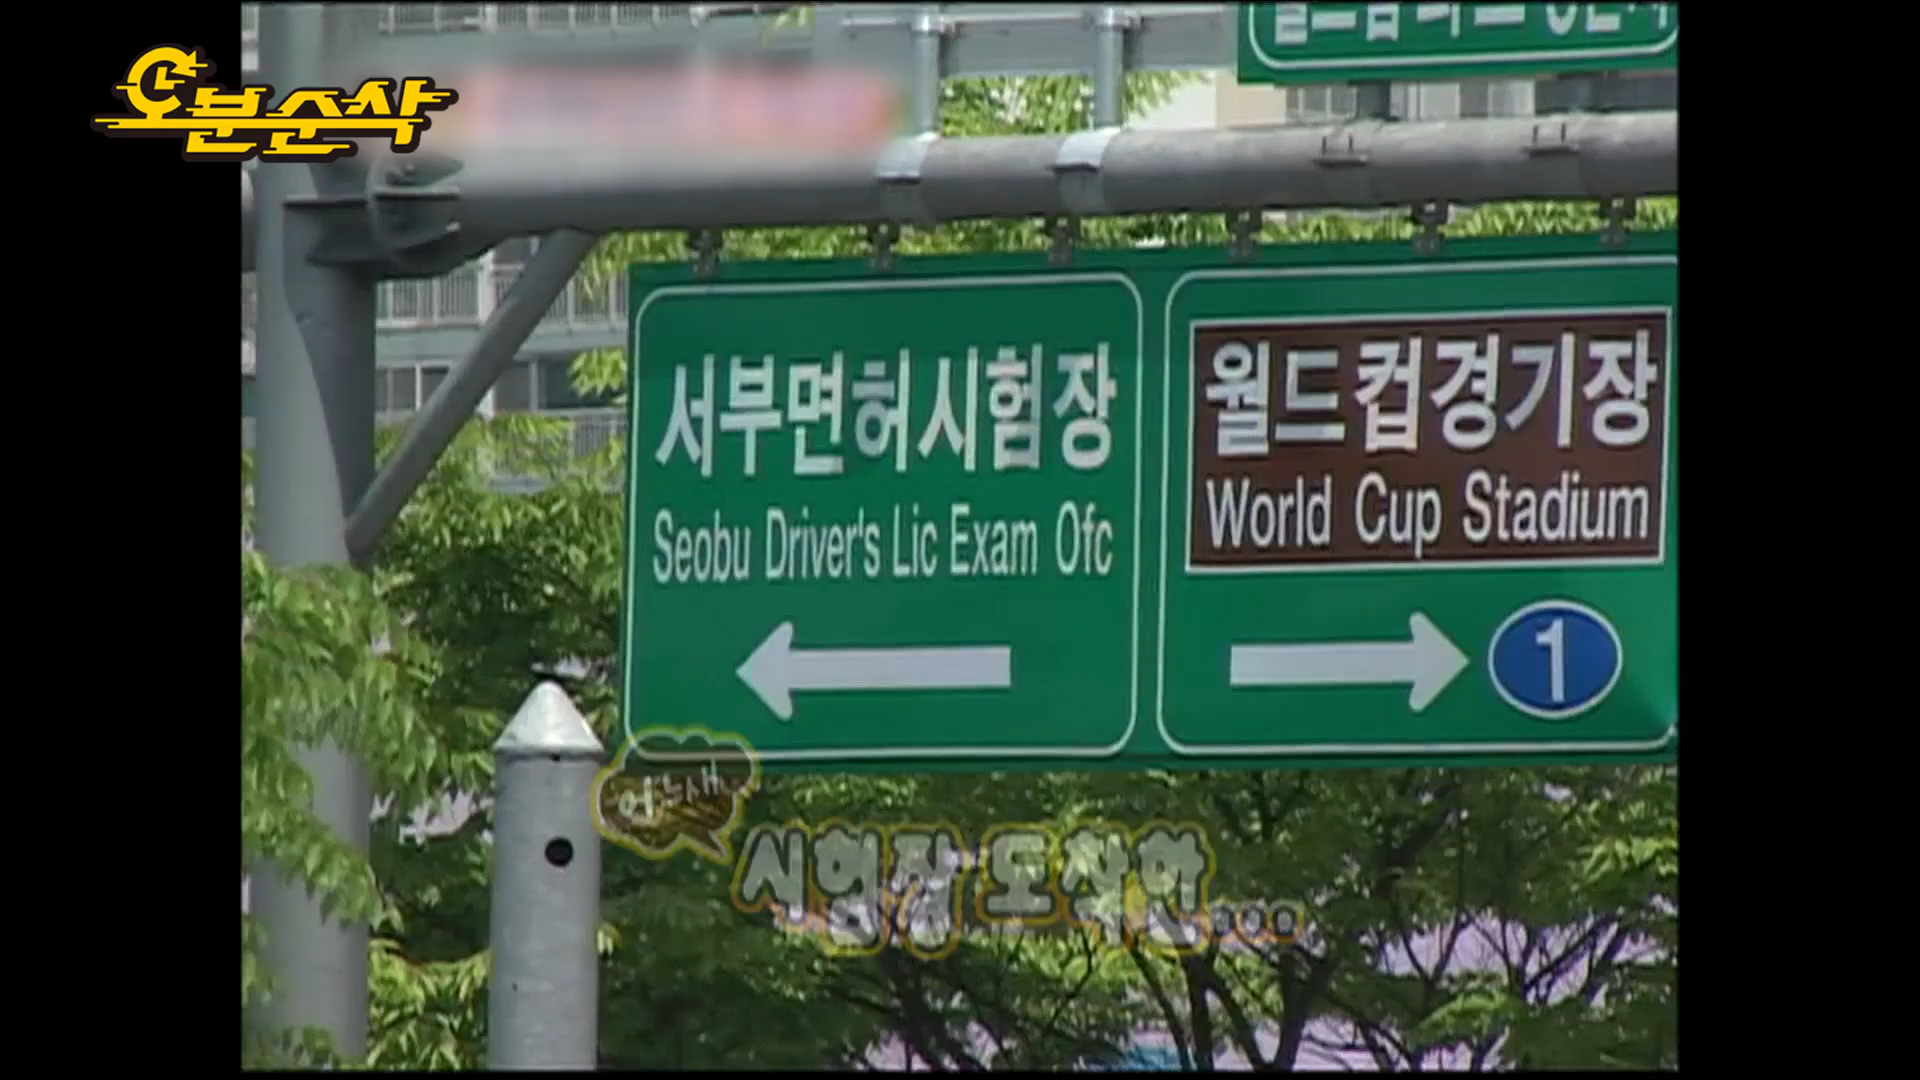 오분순삭
서부면허시험장
Seobu Driver's Lic Exam Ofc
월드컵경기장
World Cup Stadium
1
어느새
시험장 도착한...